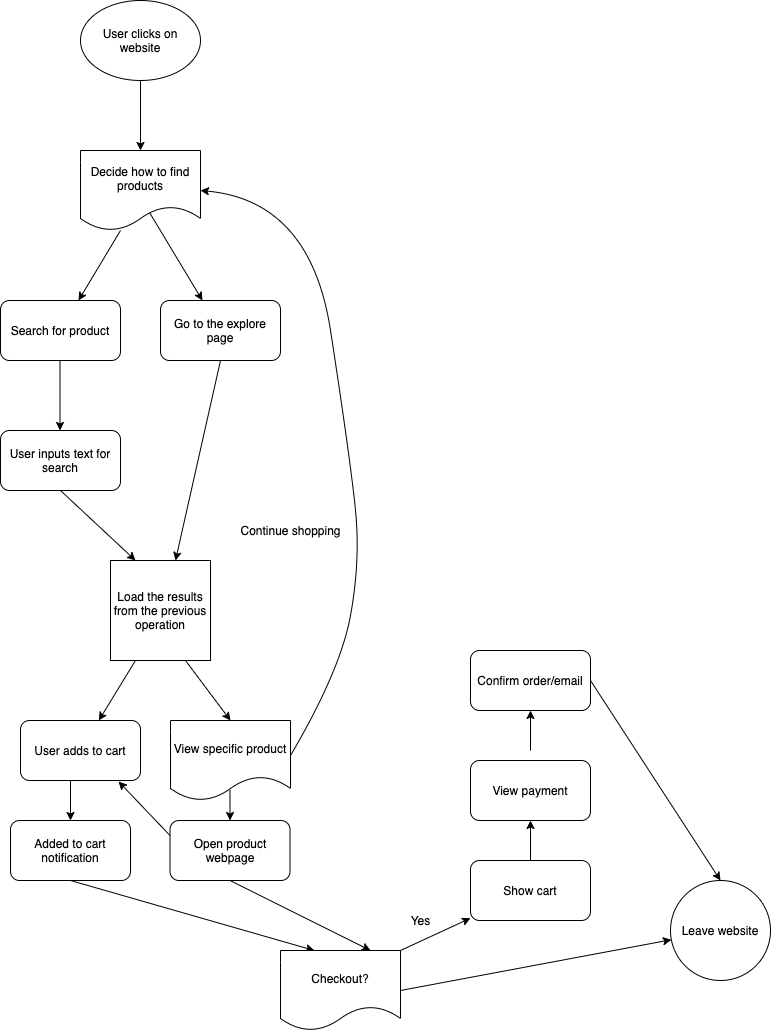 User clicks on
website
Decide how to find
products
Search for product
Go to the explore
page
User inputs text for
search
Continue shopping
Load the results
from the previous
operation
Confirm order/email
User adds to cart
View specific product
View payment
Added to cart
notification
Open product
webpage
Show cart
Yes
Leave website
Checkout?